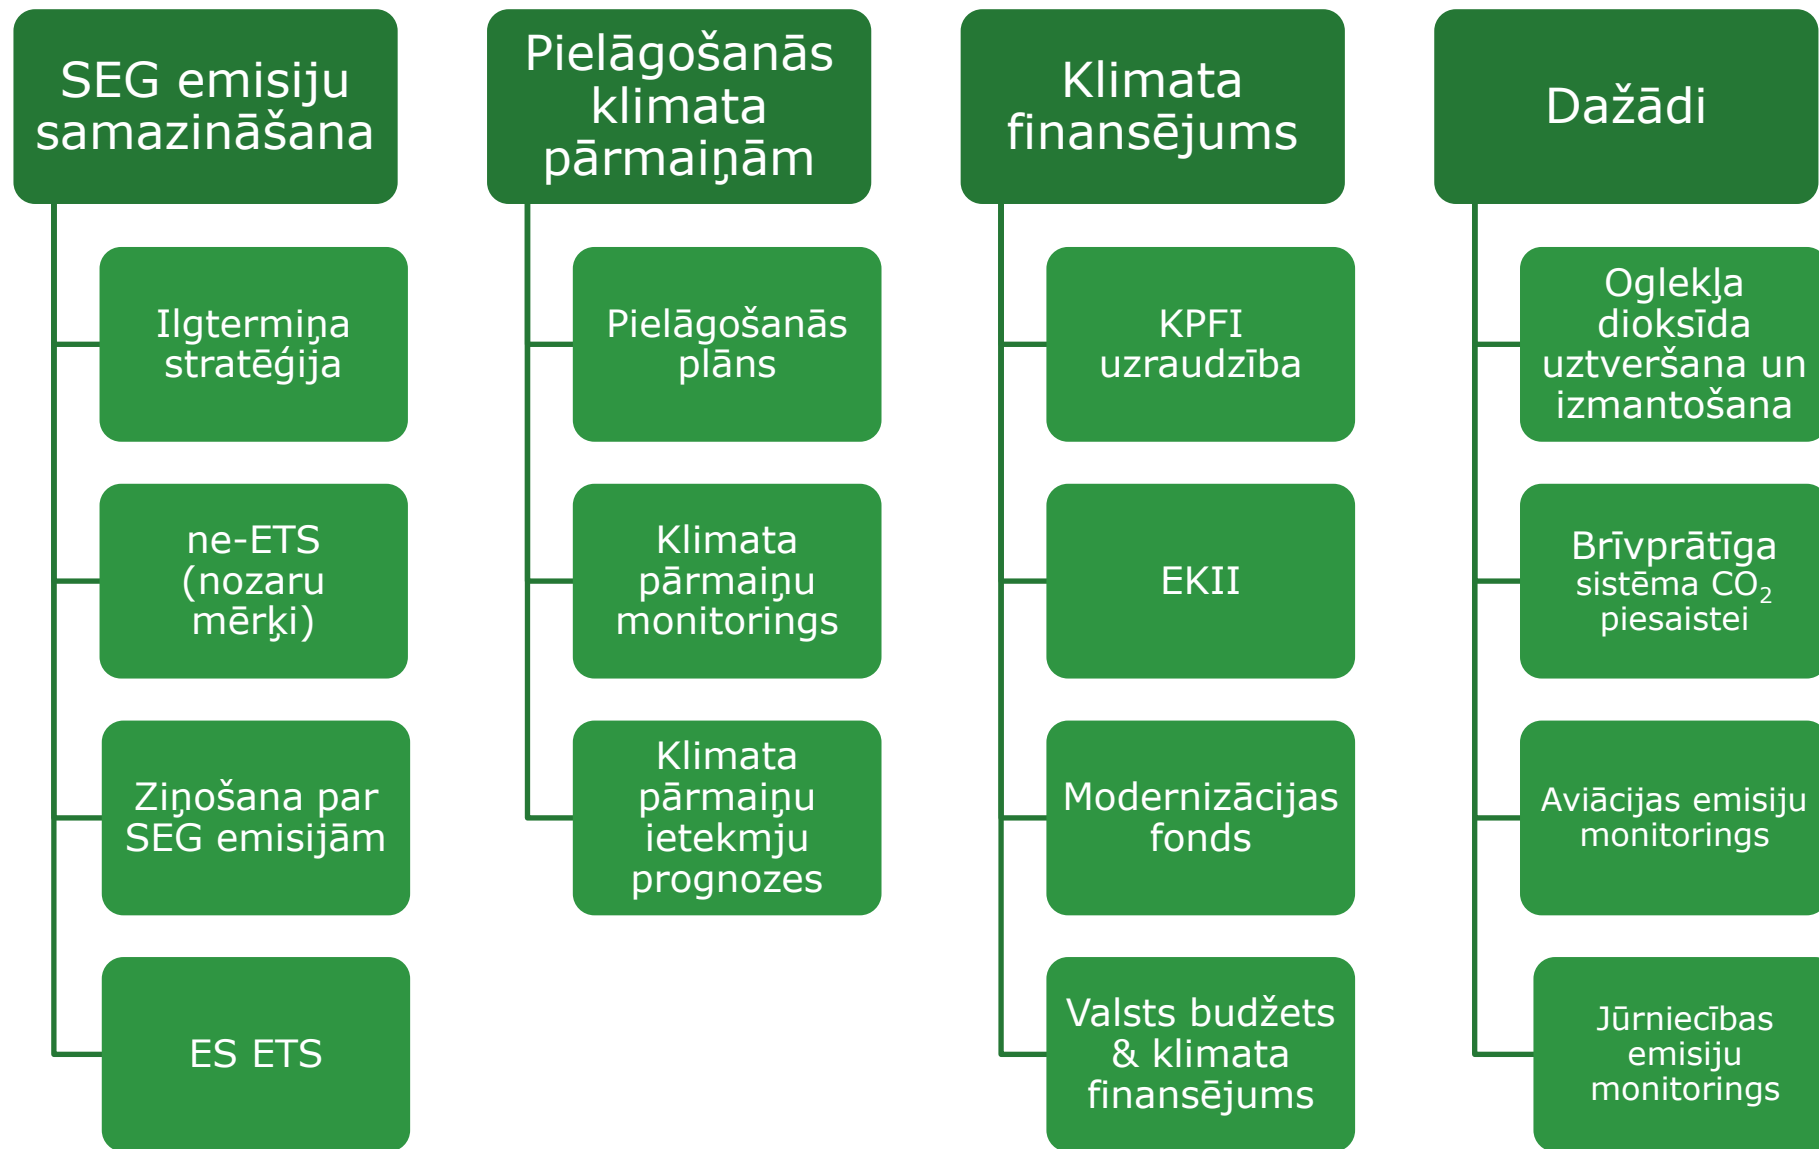 SEG emisiju
samazināšana
Ilgtermiņa
stratēģija
ne-ETS
(nozaru
mērķi)
Ziņošana par
SEG emisijām
ES ETS
Pielāgošanās
klimata
pārmaiņām
Pielāgošanās
plāns
Klimata
pārmaiņu
monitorings
Klimata
pārmaiņu
ietekmju
prognozes
Klimata
finansējums
KPFI
uzraudzība
EKII
Modernizācijas
fonds
Valsts budžets
& klimata
finansējums
Dažādi
Oglekļa
dioksīda
uztveršana un
izmantošana
Brīvprātīga
sistēma CO₂
piesaistei
Aviācijas emisiju
monitorings
Jūrniecības
emisiju
monitorings